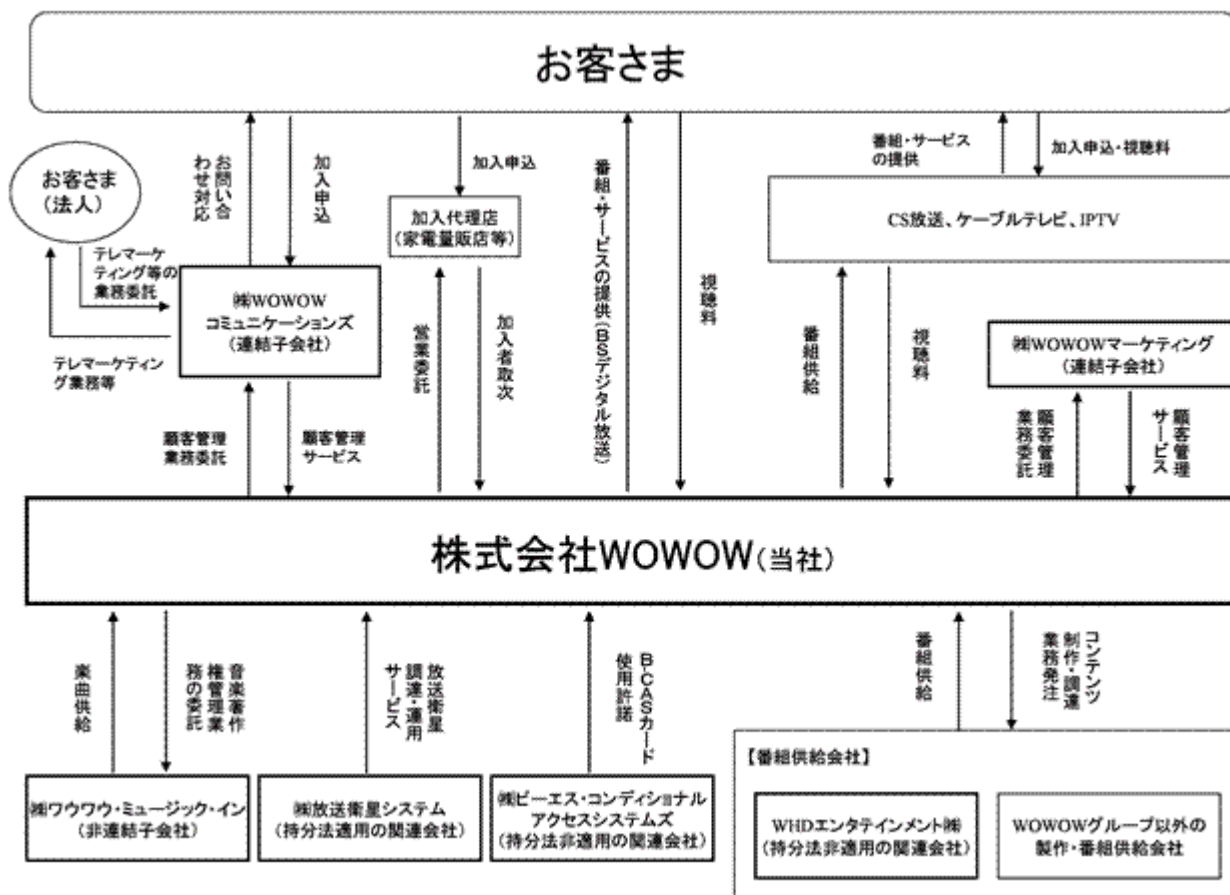 お客さま
お客さま
(法人)
お問い合
わせ対応
加入申込
加入申込
番組・サービスの提供(BSデジタル放送)
視聴料
番組・サービス
の提供
加入申込・視聴料
CS放送、ケーブルテレビ、IPTV
加入代理店
(家電量販店等)
テレマーケ
ティング等の
業務委託
テレマーケティン
グ業務等
㈱WOWOW
コミュニケーションズ
(連結子会社)
営業委託
加入者取次
番組供給
視聴料
㈱WOWOWマーケティング
(連結子会社)
顧客管理
業務委託
顧客管理
サービス
顧客管理
業務委託
顧客管理
サービス
株式会社WOWOW(当社)
楽曲供給
音楽著作
権管理業
務の委託
放送衛星
調達・運用
サービス
B-CASカード
使用許諾
番組供給
コンテンツ
制作・調達
業務発注
㈱ワウワウ・ミュージック・イン
(非連結子会社)
㈱放送衛星システム
(持分法適用の関連会社)
㈱ビーエス・コンディショナル
アクセスシステムズ
(持分法非適用の関連会社)
【番組供給会社】
WHDエンタテインメント㈱
(持分法非適用の関連会社)
WOWOWグループ以外の
製作・番組供給会社